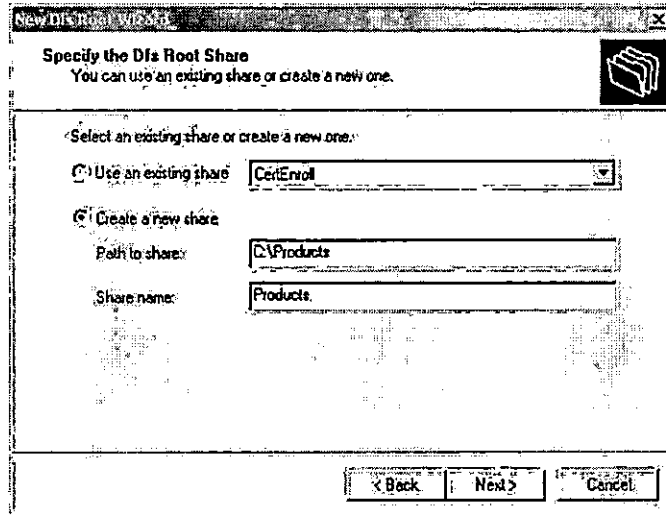 New Dfs Root Wizard
Specify the Dfs Root Share
You can use an existing share or create a new one.
Select an existing share or create a new one.
Use an existing share
CertEnroll
Create a new share
Path to share:
C:\Products
Share name:
Products
< Back
Next >
Cancel